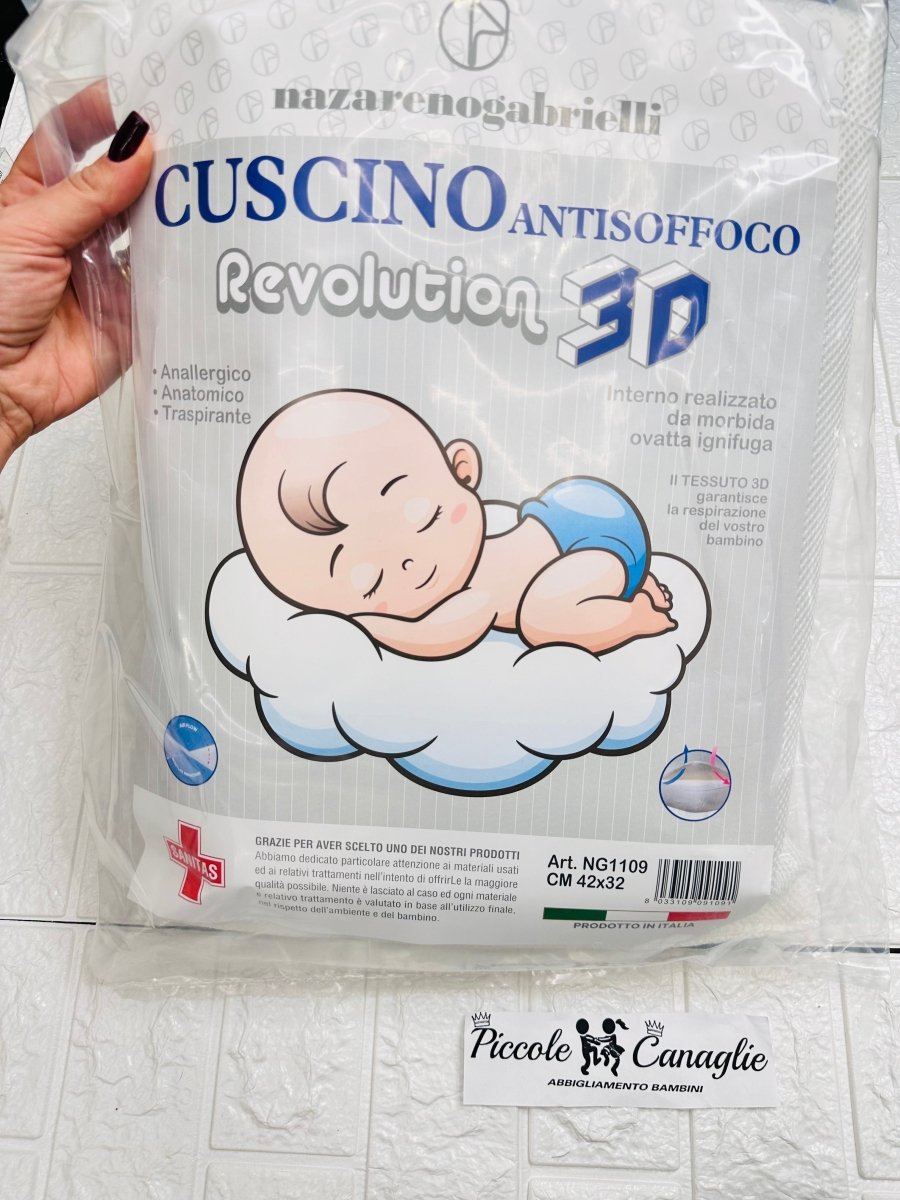 nazarenogabrielli
CUSCINO ANTISOFFOCO
Revolution 3D
• Anallergico
• Anatomico
• Traspirante
Interno realizzato
da morbida
ovatta ignifuga
Il TESSUTO 3D
garantisce
la respirazione
del vostro
bambino
SANITAS
GRAZIE PER AVER SCELTO UNO DEI NOSTRI PRODOTTI
Abbiamo dedicato particolare attenzione ai materiali usati
ed ai relativi trattamenti nell'intento di offrirLe la maggiore
qualità possibile. Niente è lasciato al caso ed ogni materiale
e relativo trattamento è valutato in base all'utilizzo finale,
nel rispetto dell'ambiente e del bambino.
Art. NG1109
CM 42x32
8 033109 091091
PRODOTTO IN ITALIA
Piccole Canaglie
ABBIGLIAMENTO BAMBINI